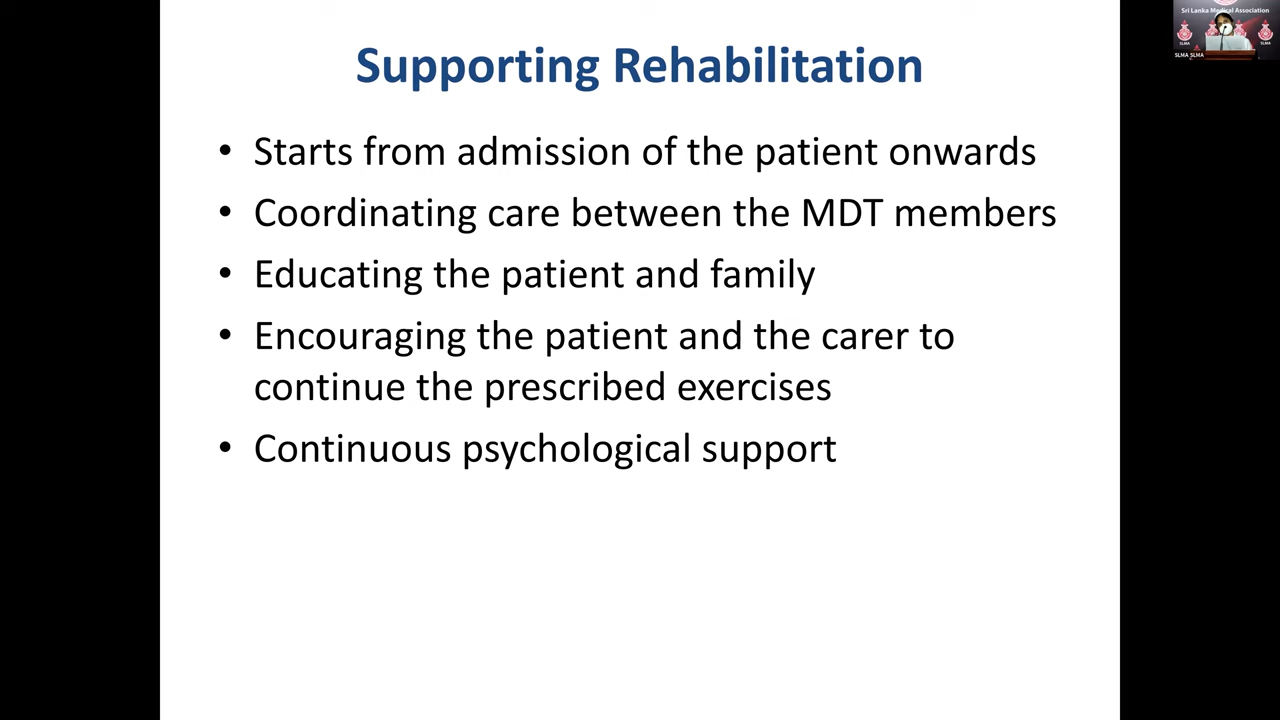 Sri Lanka Medical Association
SLMA SLMA
SLMA SLMA
Supporting Rehabilitation
• Starts from admission of the patient onwards
• Coordinating care between the MDT members
• Educating the patient and family
• Encouraging the patient and the carer to
continue the prescribed exercises
• Continuous psychological support